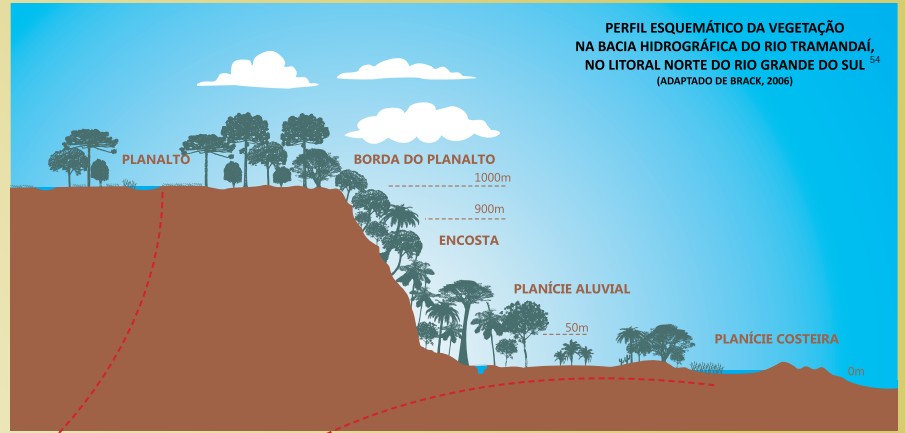 PERFIL ESQUEMÁTICO DA VEGETAÇÃO
NA BACIA HIDROGRÁFICA DO RIO TRAMANDAÍ,
NO LITORAL NORTE DO RIO GRANDE DO SUL 54
(ADAPTADO DE BRACK, 2006)
PLANALTO
BORDA DO PLANALTO
1000m
900m
ENCOSTA
PLANÍCIE ALUVIAL
50m
PLANÍCIE COSTEIRA
0m